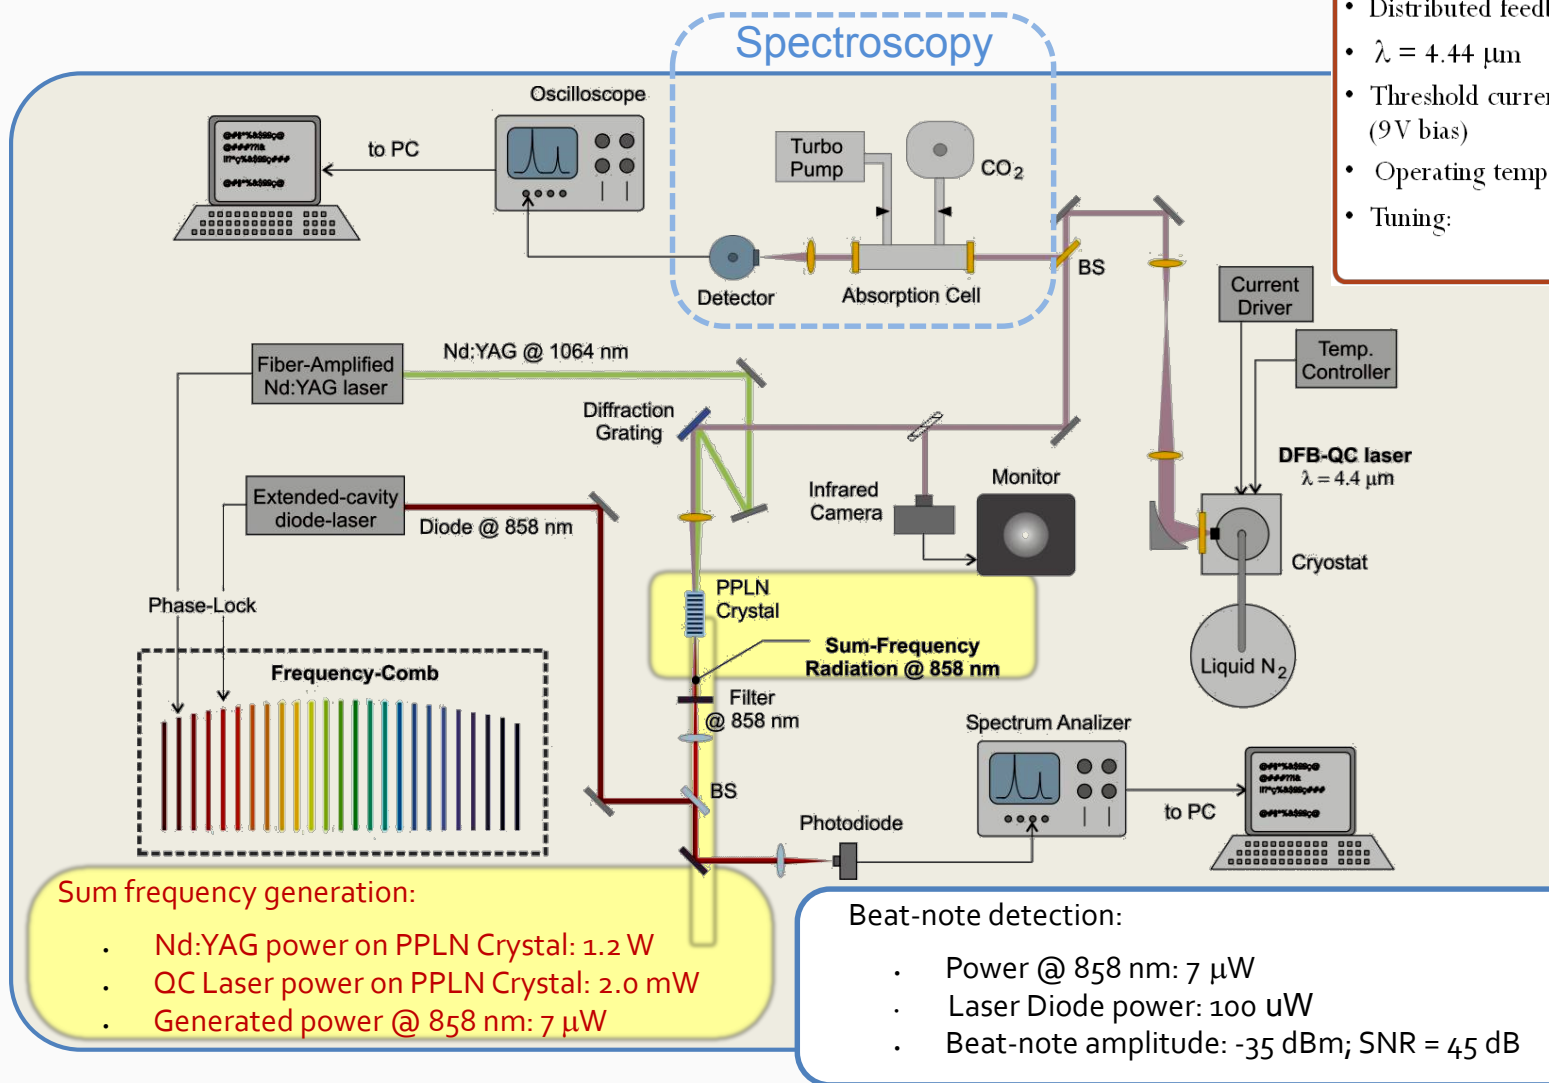 Spectroscopy
• Distributed
• λ = 4.44 µm
• Threshold
(9V bias)
• Operating
• Tuning:
Oscilloscope
to PC
Turbo
Pump
CO2
BS
Detector
Absorption Cell
Current
Driver
Temp.
Controller
Fiber-Amplified
Nd:YAG laser
Nd:YAG @ 1064 nm
Diffraction
Grating
DFB-QC laser
λ = 4.4 µm
Extended-cavity
diode-laser
Diode @ 858 nm
Infrared
Camera
Monitor
Cryostat
Phase-Lock
PPLN
Crystal
Sum-Frequency
Radiation @ 858 nm
Liquid N2
Frequency-Comb
Filter
@ 858 nm
Spectrum Analizer
BS
to PC
Photodiode
Sum frequency generation:
• Nd:YAG power on PPLN Crystal: 1.2 W
• QC Laser power on PPLN Crystal: 2.0 mW
• Generated power @ 858 nm: 7 µW
Beat-note detection:
• Power @ 858 nm: 7 µW
• Laser Diode power: 100 uW
• Beat-note amplitude: -35 dBm; SNR = 45 dB